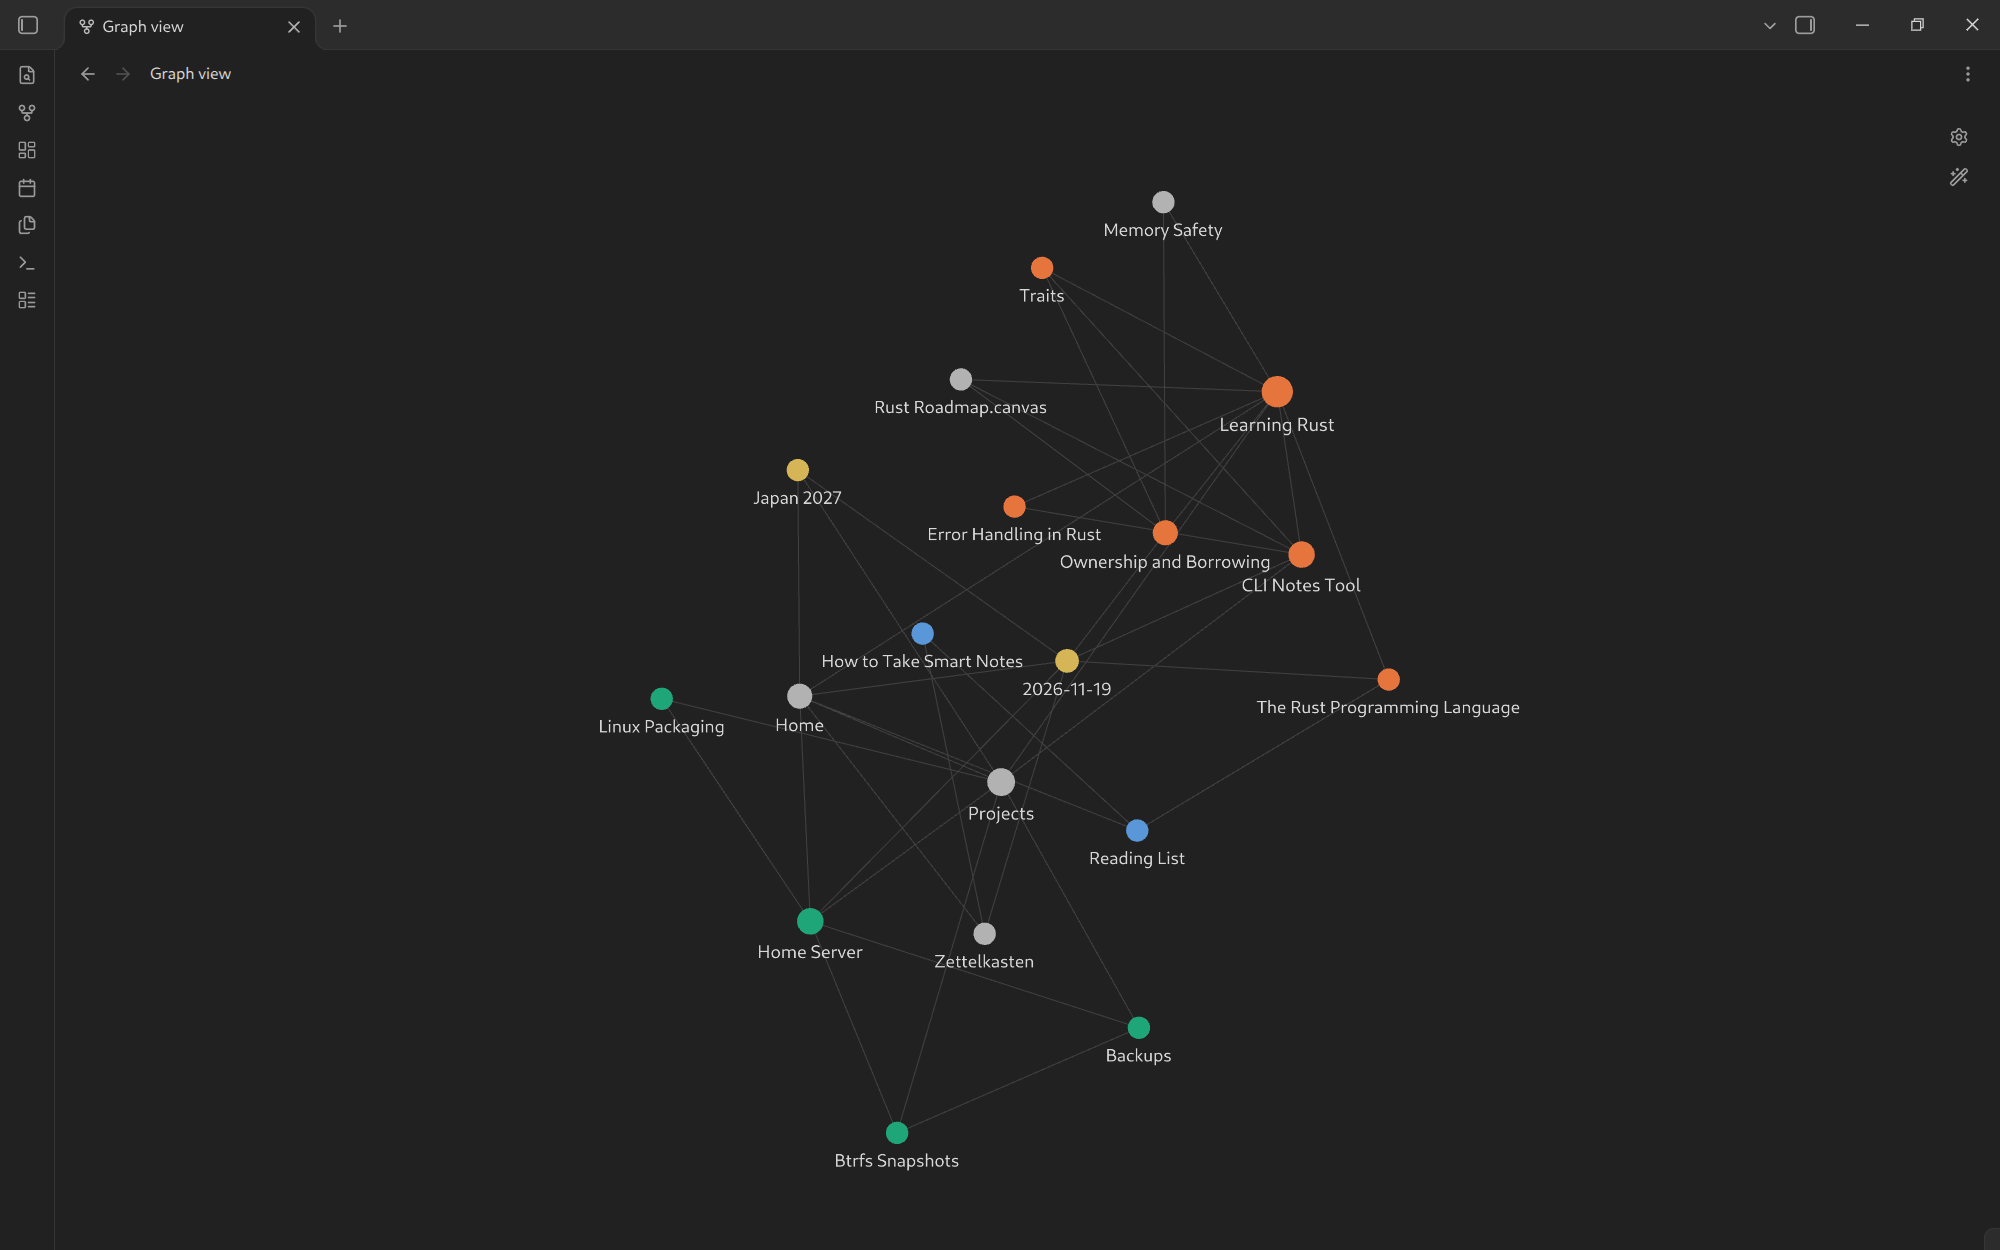 Graph view
Graph view
Memory Safety
Traits
Rust Roadmap.canvas
Learning Rust
Japan 2027
Error Handling in Rust
Ownership and Borrowing
CLI Notes Tool
How to Take Smart Notes
2026-11-19
The Rust Programming Language
Linux Packaging
Home
Projects
Reading List
Home Server
Zettelkasten
Backups
Btrfs Snapshots